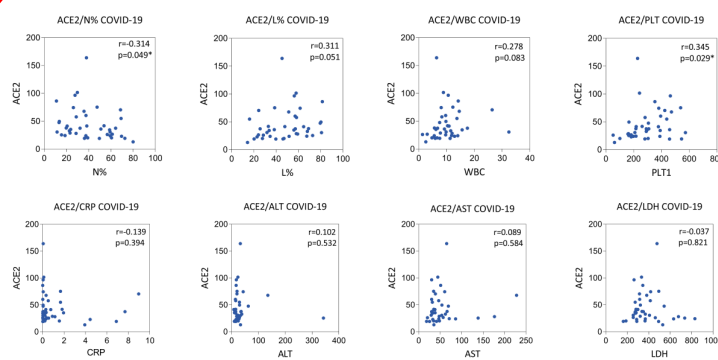 ACE2/N% COVID-19
r=-0.314
p=0.049*
ACE2
200
150
100
50
0
0 20 40 60 80 100
N%
ACE2/L% COVID-19
r=0.311
p=0.051
ACE2
200
150
100
50
0
0 20 40 60 80 100
L%
ACE2/WBC COVID-19
r=0.278
p=0.083
ACE2
200
150
100
50
0
0 10 20 30 40
WBC
ACE2/PLT COVID-19
r=0.345
p=0.029*
ACE2
200
150
100
50
0
0 200 400 600 800
PLT1
ACE2/CRP COVID-19
r=-0.139
p=0.394
ACE2
200
150
100
50
0
0 2 4 6 8 10
CRP
ACE2/ALT COVID-19
r=0.102
p=0.532
ACE2
200
150
100
50
0
0 100 200 300 400
ALT
ACE2/AST COVID-19
r=0.089
p=0.584
ACE2
200
150
100
50
0
0 50 100 150 200 250
AST
ACE2/LDH COVID-19
r=-0.037
p=0.821
ACE2
200
150
100
50
0
0 200 400 600 800 1000
LDH